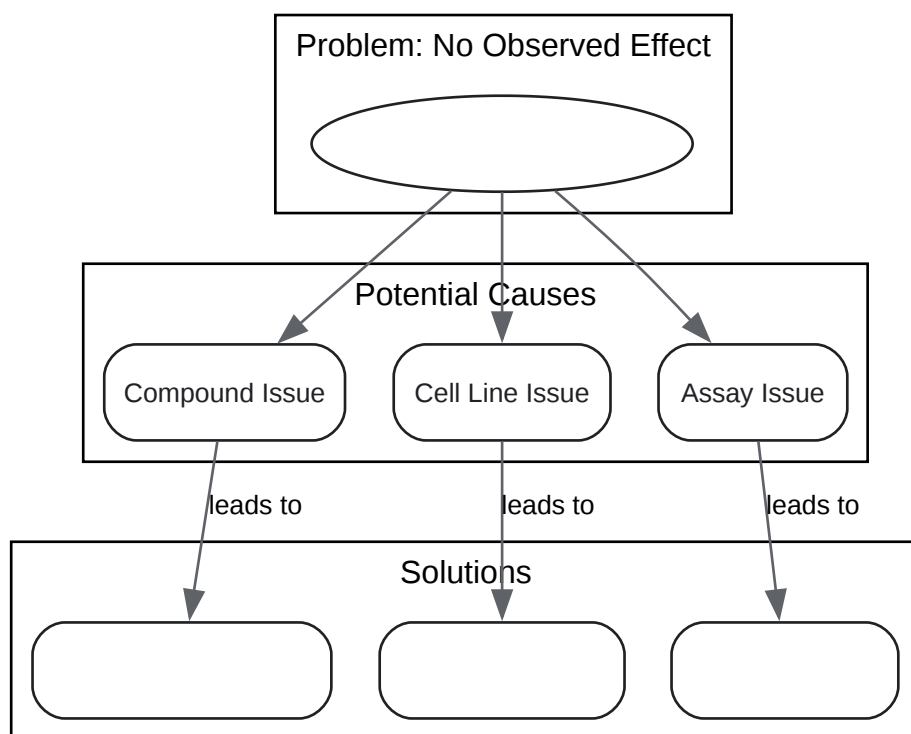 Problem: No Observed Effect
Potential Causes
Compound Issue
Cell Line Issue
Assay Issue
leads to
leads to
leads to
Solutions